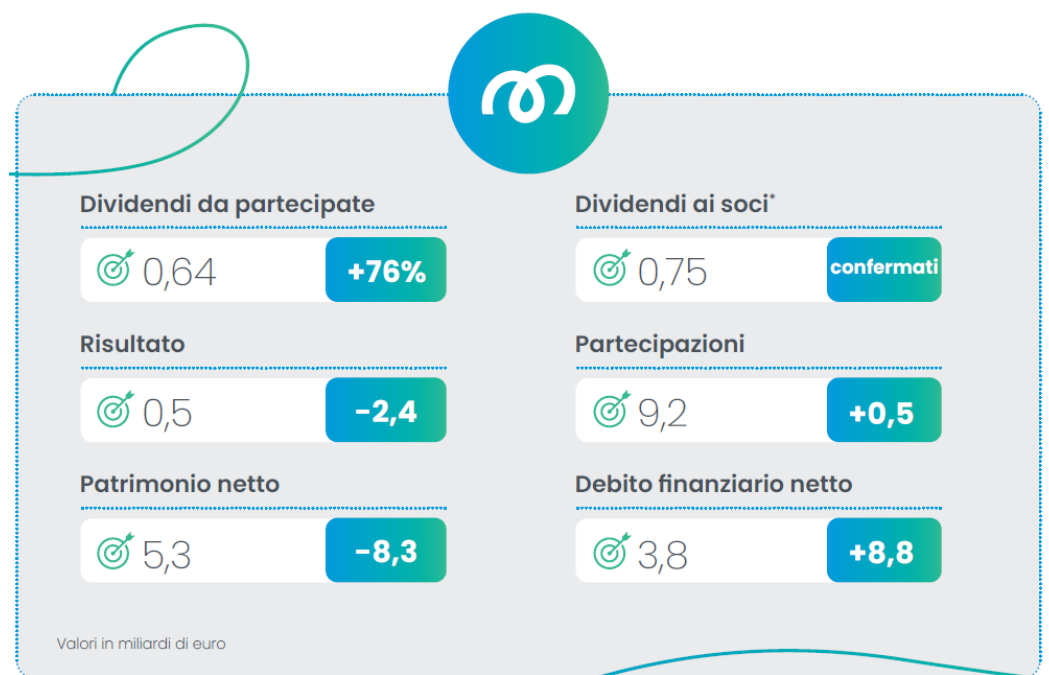 Dividendi da partecipate
0,64
+76%
Dividendi ai soci*
0,75
confermati
Risultato
0,5
-2,4
Partecipazioni
9,2
+0,5
Patrimonio netto
5,3
-8,3
Debito finanziario netto
3,8
+8,8
Valori in miliardi di euro